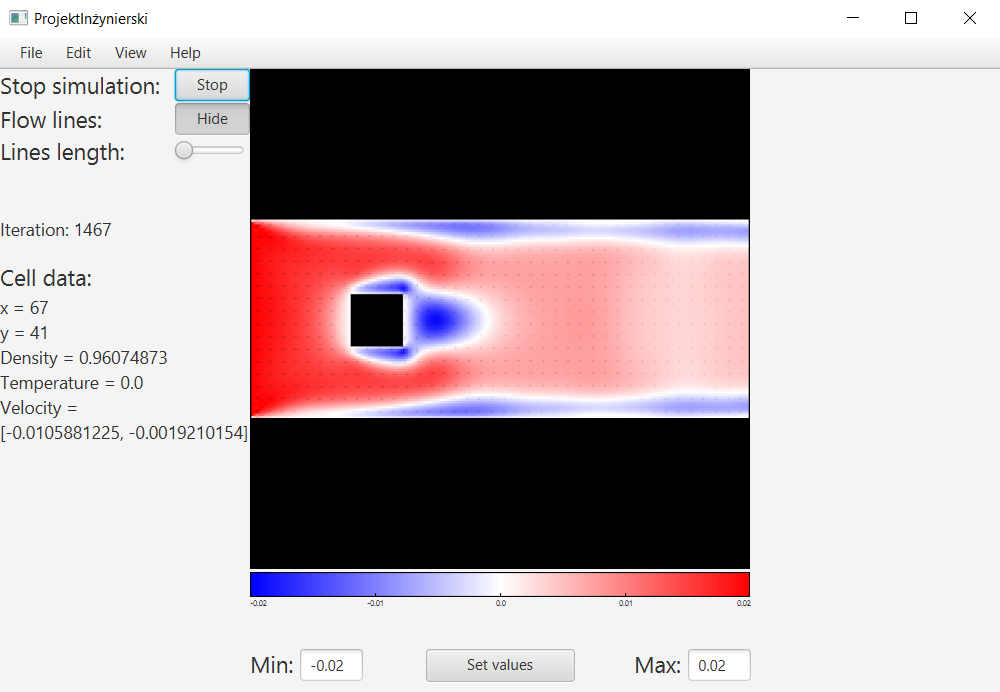 ProjektInżynierski
File Edit View Help
Stop simulation: Stop
Flow lines: Hide
Lines length:
Iteration: 1467
Cell data:
x = 67
y = 41
Density = 0.96074873
Temperature = 0.0
Velocity =
[-0.0105881225, -0.0019210154]
-0.02 -0.01 0.0 0.01 0.02
Min: -0.02 Set values Max: 0.02